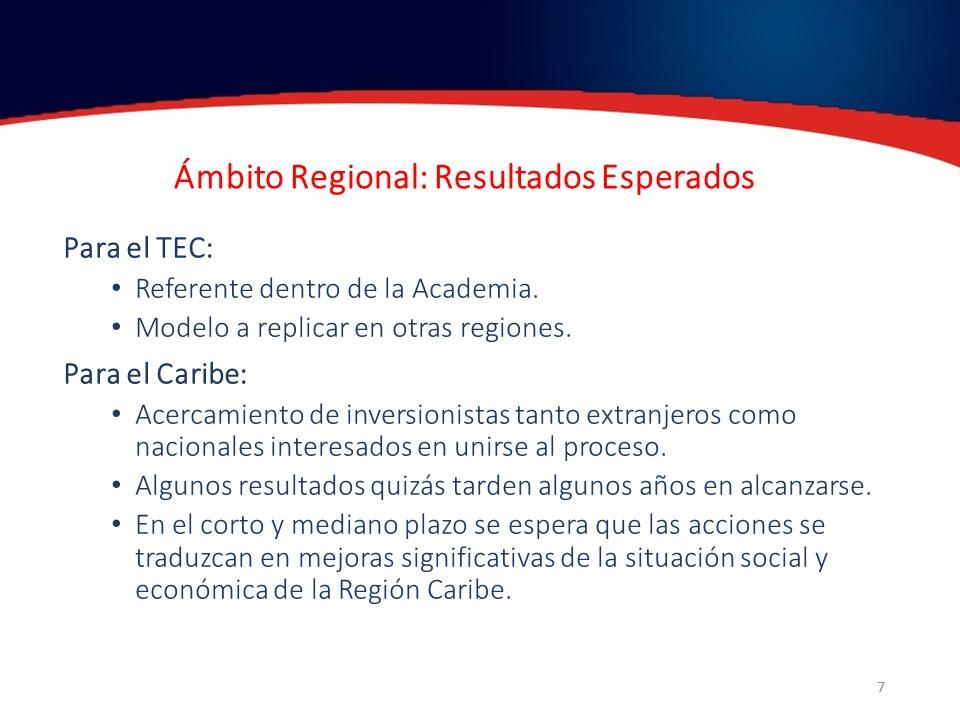 Ámbito Regional: Resultados Esperados
Para el TEC:
• Referente dentro de la Academia.
• Modelo a replicar en otras regiones.
Para el Caribe:
• Acercamiento de inversionistas tanto extranjeros como
nacionales interesados en unirse al proceso.
• Algunos resultados quizás tarden algunos años en alcanzarse.
• En el corto y mediano plazo se espera que las acciones se
traduzcan en mejoras significativas de la situación social y
económica de la Región Caribe.
7